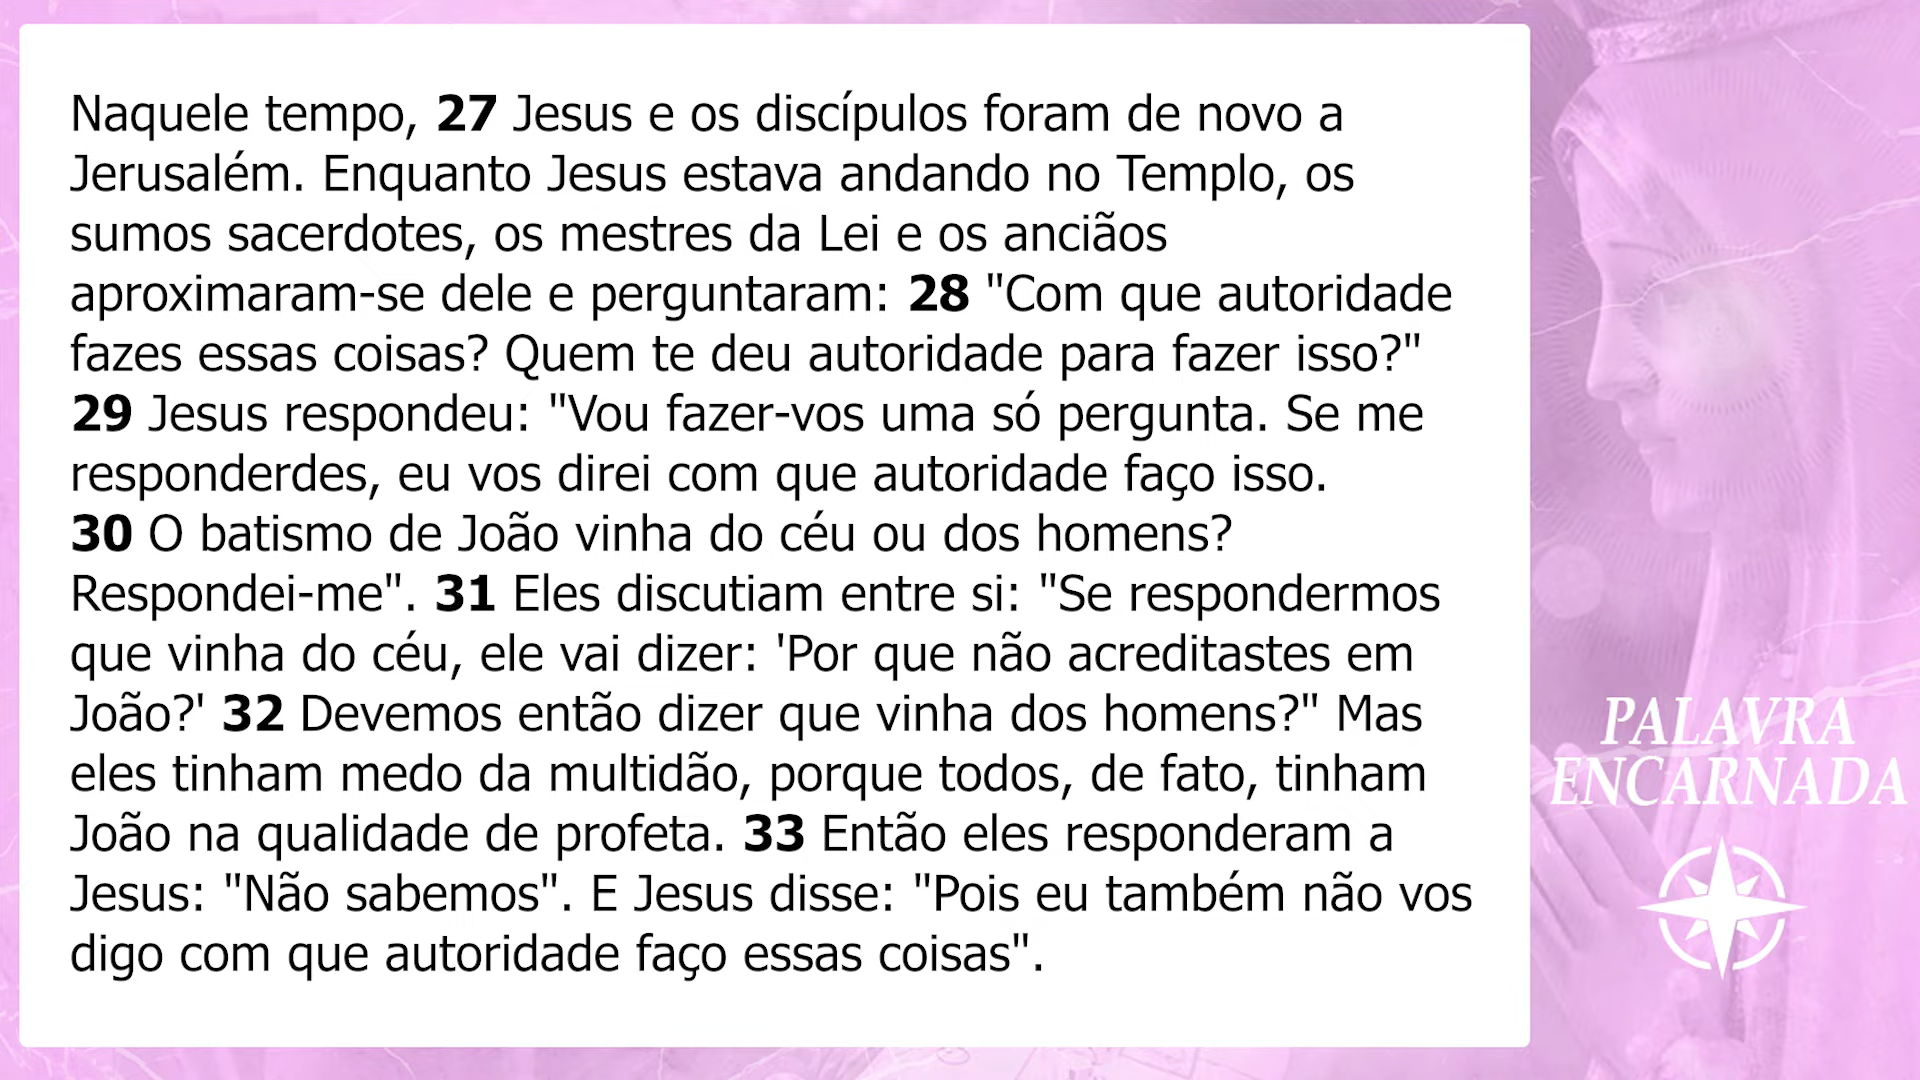 Naquele tempo, 27 Jesus e os discípulos foram de novo a
Jerusalém. Enquanto Jesus estava andando no Templo, os
sumos sacerdotes, os mestres da Lei e os anciãos
aproximaram-se dele e perguntaram: 28 "Com que autoridade
fazes essas coisas? Quem te deu autoridade para fazer isso?"
29 Jesus respondeu: "Vou fazer-vos uma só pergunta. Se me
responderdes, eu vos direi com que autoridade faço isso.
30 O batismo de João vinha do céu ou dos homens?
Respondei-me". 31 Eles discutiam entre si: "Se respondermos
que vinha do céu, ele vai dizer: 'Por que não acreditastes em
João?' 32 Devemos então dizer que vinha dos homens?" Mas
eles tinham medo da multidão, porque todos, de fato, tinham
João na qualidade de profeta. 33 Então eles responderam a
Jesus: "Não sabemos". E Jesus disse: "Pois eu também não vos
digo com que autoridade faço essas coisas".
PALAVRA
ENCARNADA